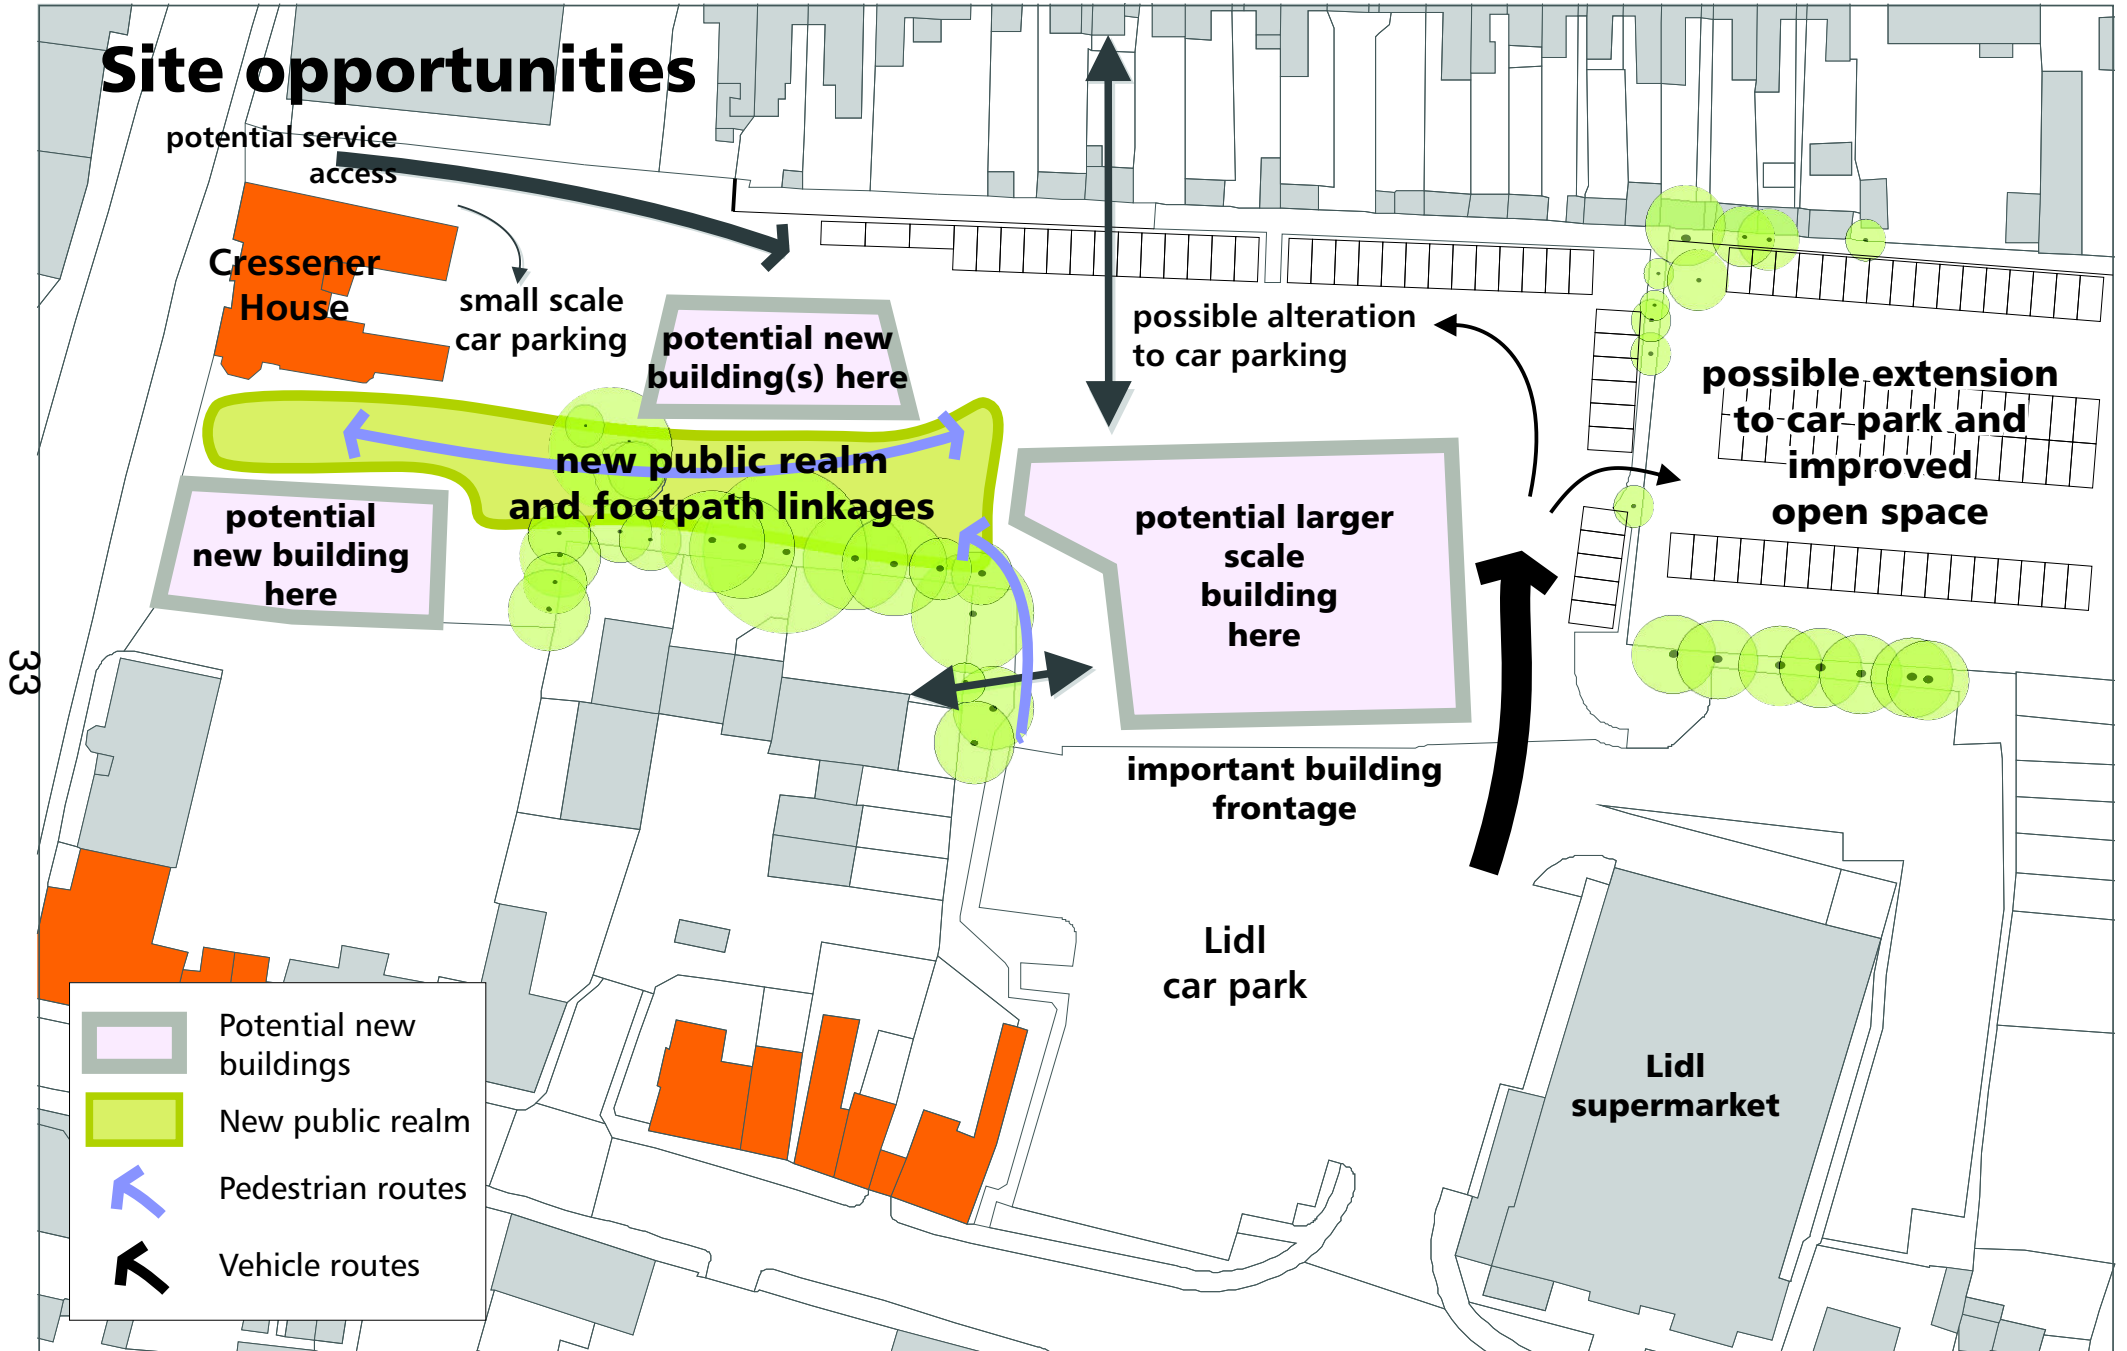 Site opportunities
potential service
access
Cressener
House
small scale
car parking
potential new
building(s) here
possible alteration
to car parking
possible extension
to car park and
improved
open space
new public realm
and footpath linkages
potential
new building
here
potential larger
scale
building
here
33
important building
frontage
Lidl
car park
Lidl
supermarket
Potential new
buildings
New public realm
Pedestrian routes
Vehicle routes